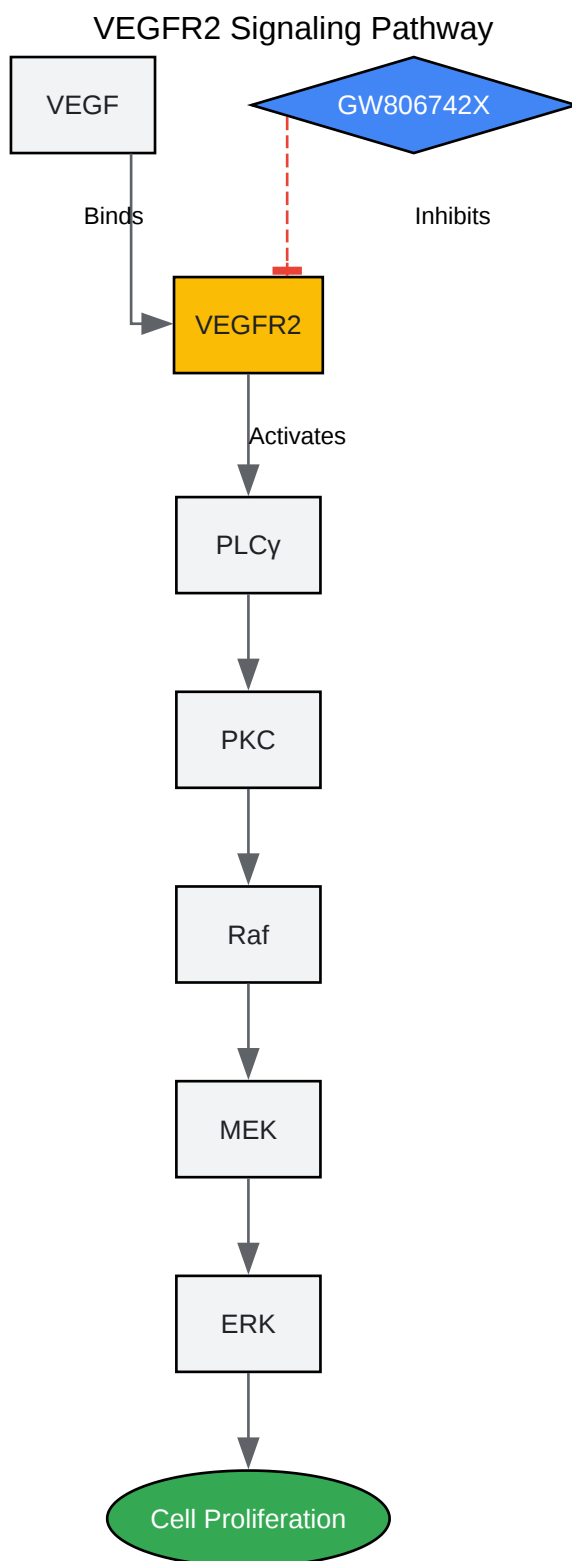 VEGFR2 Signaling Pathway
VEGF
GW806742X
Binds
Inhibits
VEGFR2
Activates
PLCγ
PKC
Raf
MEK
ERK
Cell Proliferation